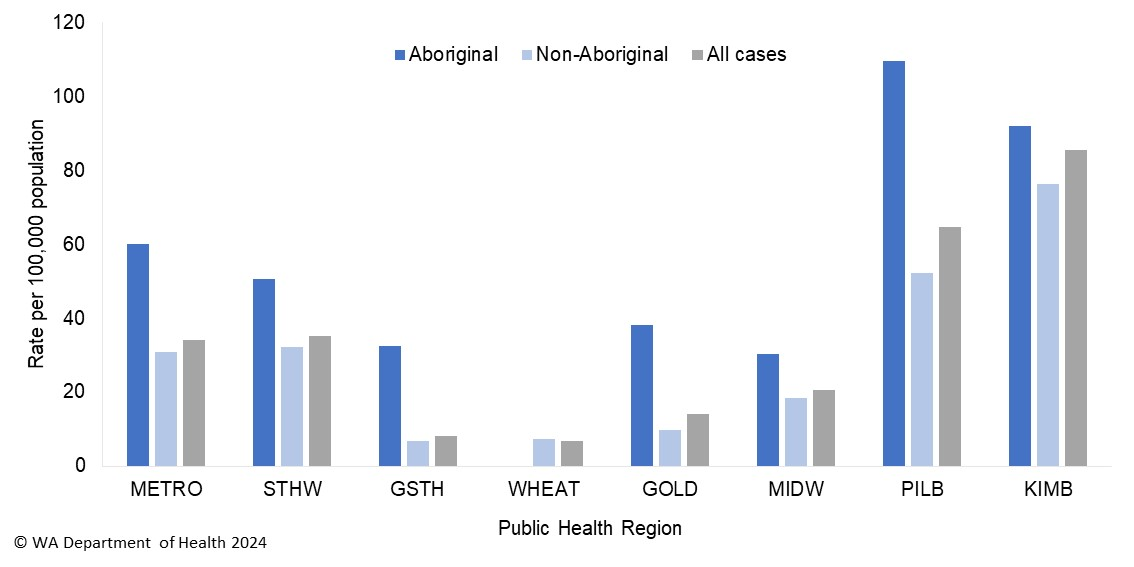 120
100
80
60
40
20
0
Rate per 100,000 population
Aboriginal Non-Aboriginal All cases
METRO STHW GSTH WHEAT GOLD MIDW PILB KIMB
Public Health Region
© WA Department of Health 2024